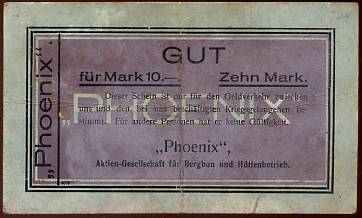 GUT
für Mark 10.—. Zehn Mark.
Dieser Schein ist nur für den Geldverkehr zwischen
uns und den bei uns beschäftigten Kriegsgefangenen be-
stimmt. Für andere Personen hat er keine Gültigkeit.
„Phoenix",
Aktien-Gesellschaft für Bergbau und Hüttenbetrieb.
„Phoenix".
„PHOENIX